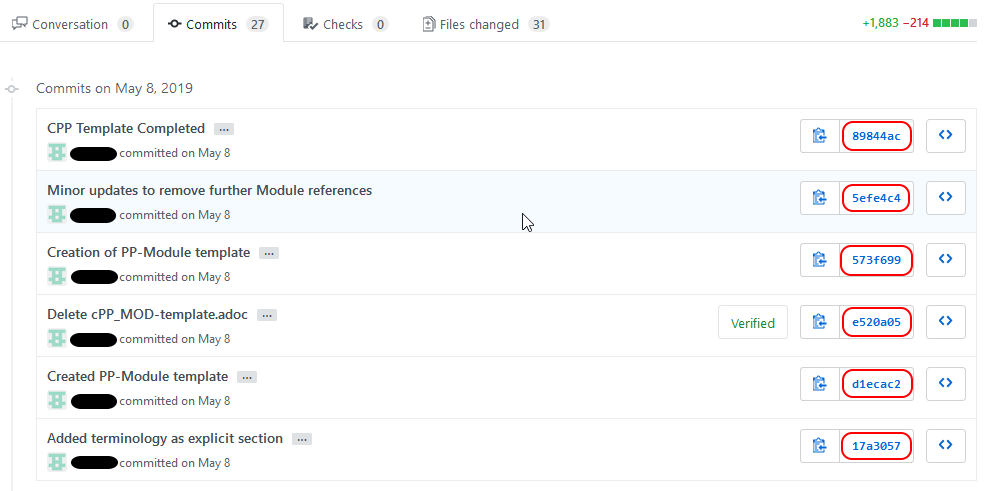 Conversation 0 Commits 27 Checks 0 Files changed 31 +1,883 −214
Commits on May 8, 2019
CPP Template Completed ...
committed on May 8
89844ac
Minor updates to remove further Module references
committed on May 8
5efe4c4
Creation of PP-Module template ...
committed on May 8
573f699
Delete cPP_MOD-template.adoc ...
committed on May 8
Verified e520a05
Created PP-Module template ...
committed on May 8
d1ecac2
Added terminology as explicit section ...
committed on May 8
17a3057